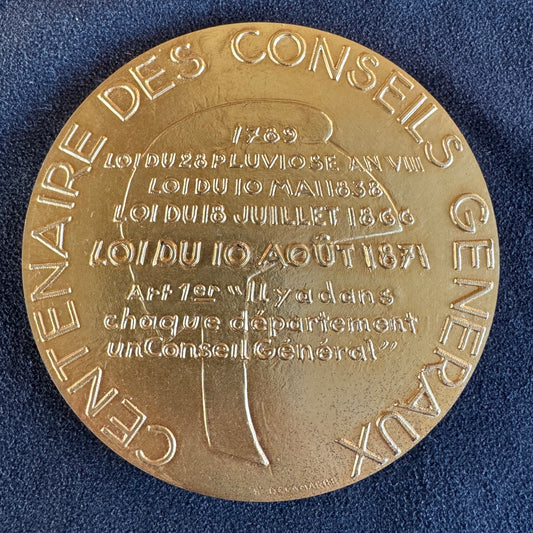 CENTENAIRE DES CONSEILS GENERAUX
1789
LOI DU 28 PLUVIOSE AN VIII
LOI DU 10 MAI 1838
LOI DU 18 JUILLET 1866
LOI DU 10 AOÛT 1871
Art 1er "Il y a dans
chaque département
un Conseil Général"
R. DELAMARRE